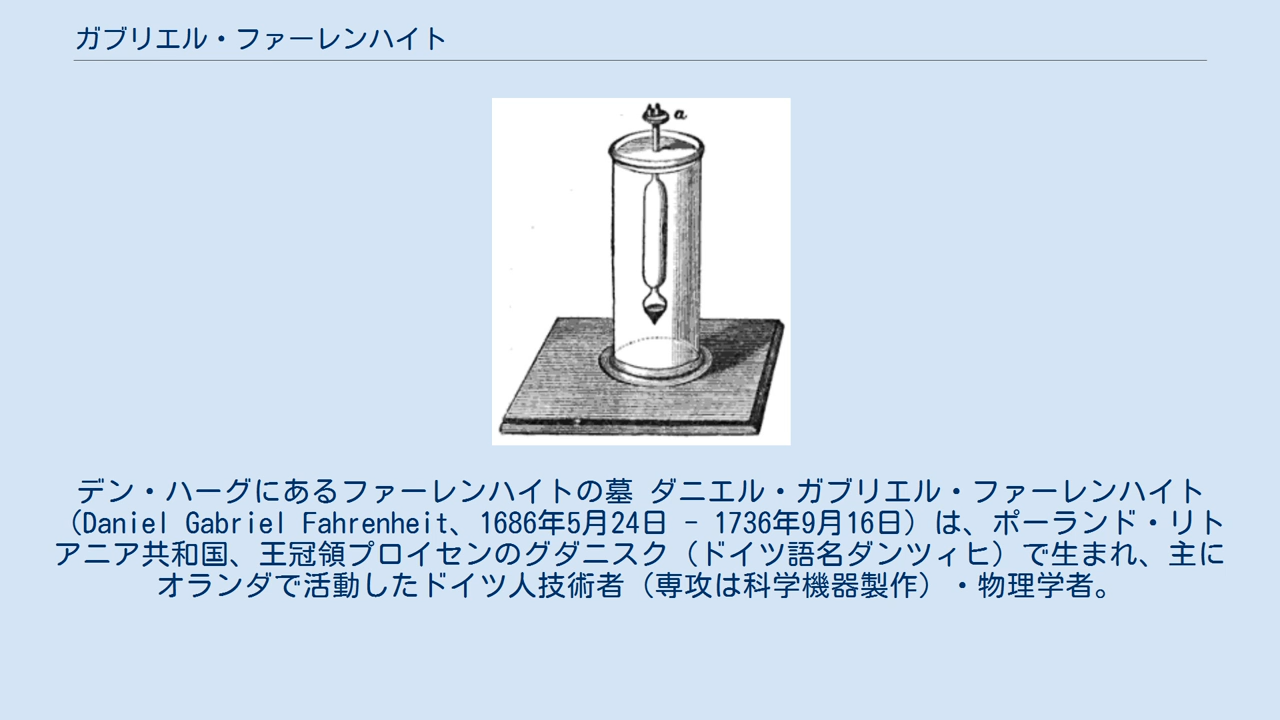 ガブリエル・ファーレンハイト
a
デン・ハーグにあるファーレンハイトの墓 ダニエル・ガブリエル・ファーレンハイト
（Daniel Gabriel Fahrenheit、1686年5月24日 - 1736年9月16日）は、ポーランド・リト
アニア共和国、王冠領プロイセンのグダニスク（ドイツ語名ダンツィヒ）で生まれ、主に
オランダで活動したドイツ人技術者（専攻は科学機器製作）・物理学者。